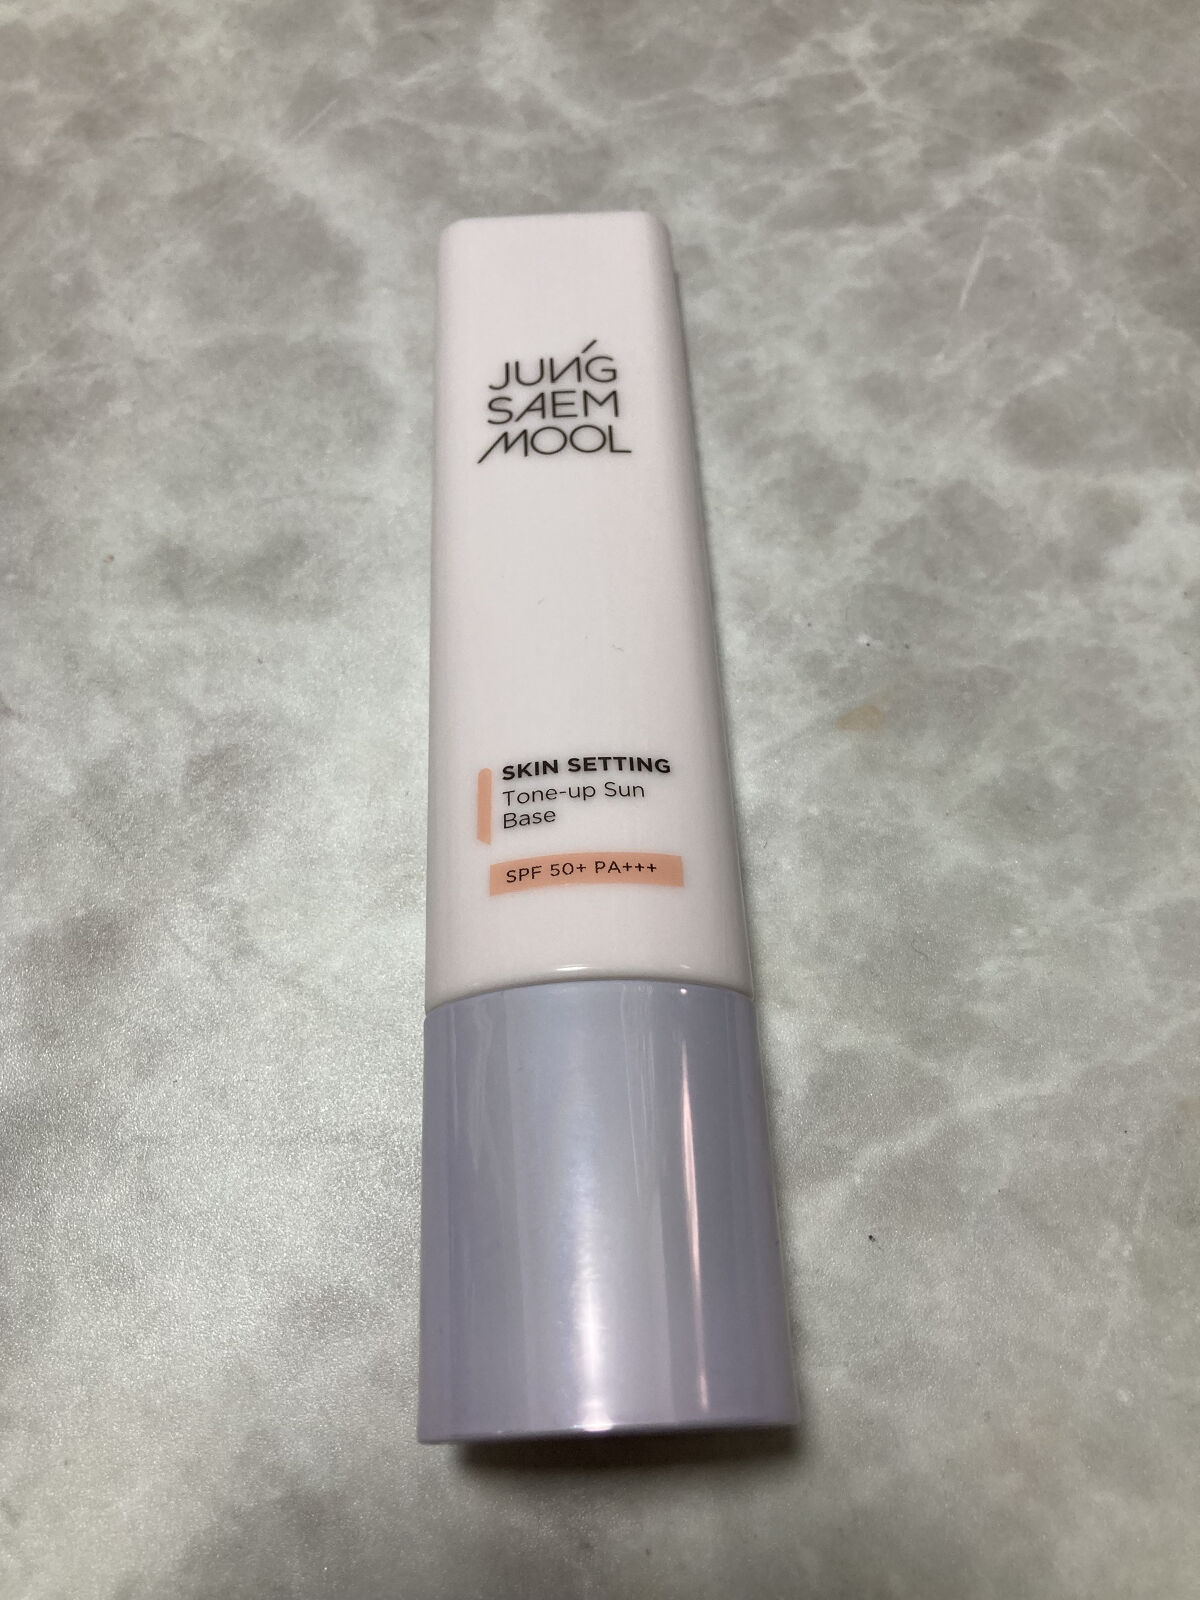 JUNG
SAEM
MOOL
SKIN SETTING
Tone-up Sun
Base
SPF 50+ PA+++